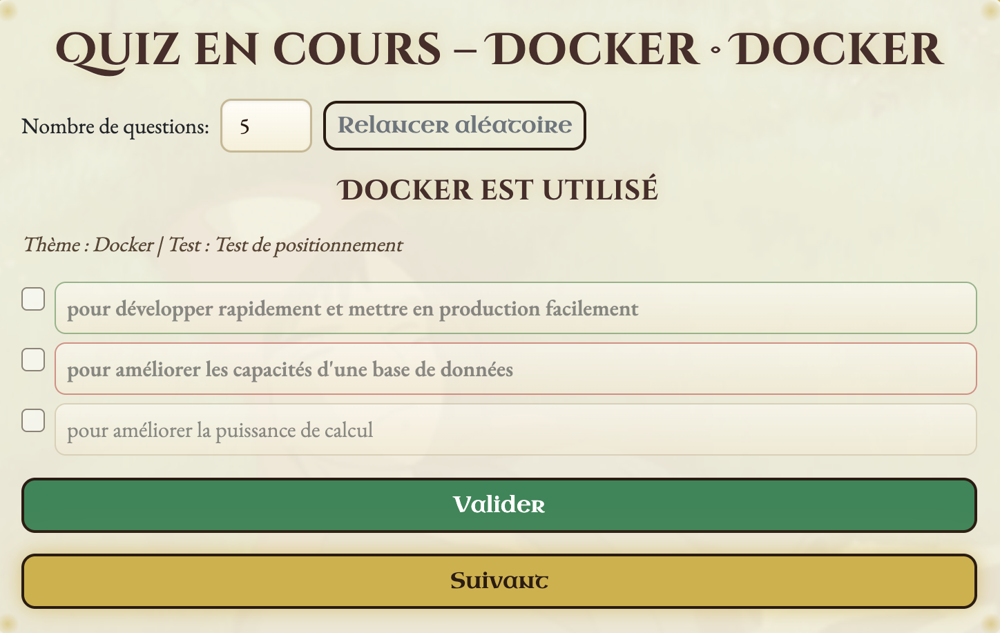 Quiz en cours – Docker · Docker
Nombre de questions: 5 Relancer aléatoire
Docker est utilisé
Thème : Docker | Test : Test de positionnement
pour développer rapidement et mettre en production facilement
pour améliorer les capacités d'une base de données
pour améliorer la puissance de calcul
Valider
Suivant